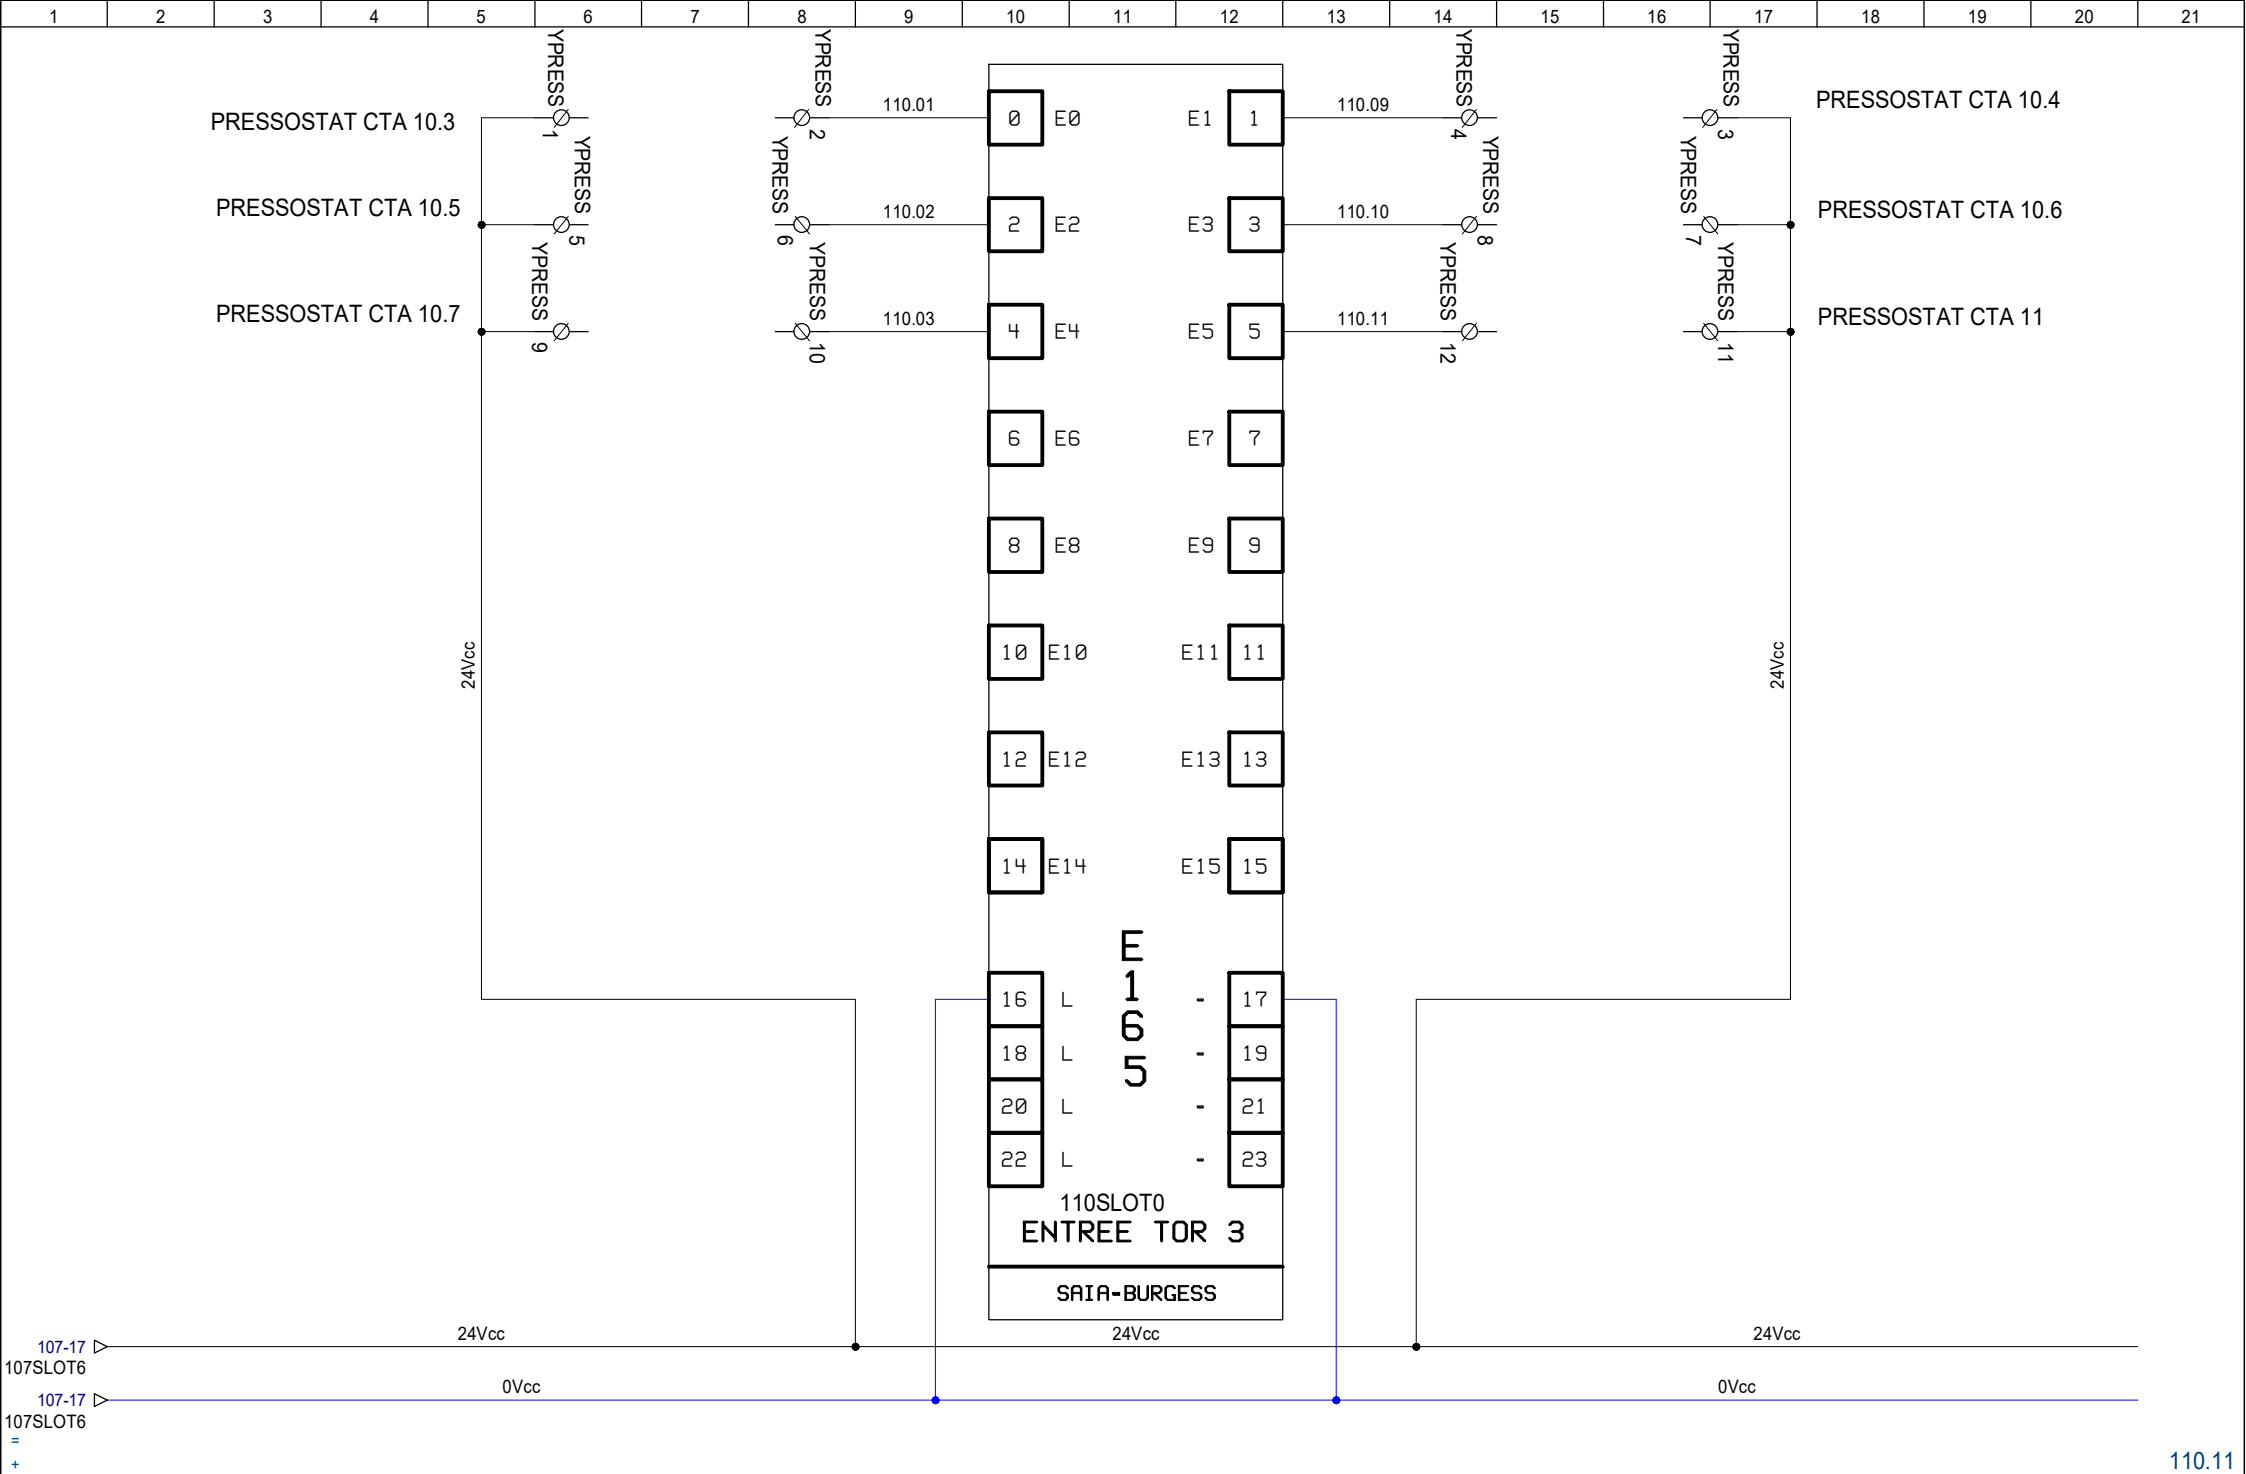 1 2 3 4 5 6 7 8 9 10 11 12 13 14 15 16 17 18 19 20 21
YPRESS YPRESS YPRESS YPRESS
PRESSOSTAT CTA 10.3 1 2 110.01 0 E0 E1 1 110.09 4 3 PRESSOSTAT CTA 10.4
YPRESS YPRESS YPRESS YPRESS
PRESSOSTAT CTA 10.5 5 6 110.02 2 E2 E3 3 110.10 8 7 PRESSOSTAT CTA 10.6
YPRESS YPRESS YPRESS YPRESS
PRESSOSTAT CTA 10.7 9 10 110.03 4 E4 E5 5 110.11 12 11 PRESSOSTAT CTA 11
6 E6 E7 7
8 E8 E9 9
24Vcc 10 E10 E11 11 24Vcc
12 E12 E13 13
14 E14 E15 15
E165
16 L - 17
18 L - 19
20 L - 21
22 L - 23
110SLOT0
ENTREE TOR 3
SAIA-BURGESS
24Vcc 24Vcc 24Vcc
107-17
107SLOT6
0Vcc 0Vcc
107-17
107SLOT6
=
+ 110.11